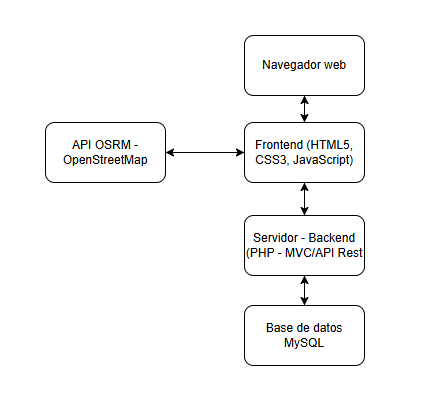 Navegador web
API OSRM -
OpenStreetMap
Frontend (HTML5,
CSS3, JavaScript)
Servidor - Backend
(PHP - MVC/API Rest
Base de datos
MySQL